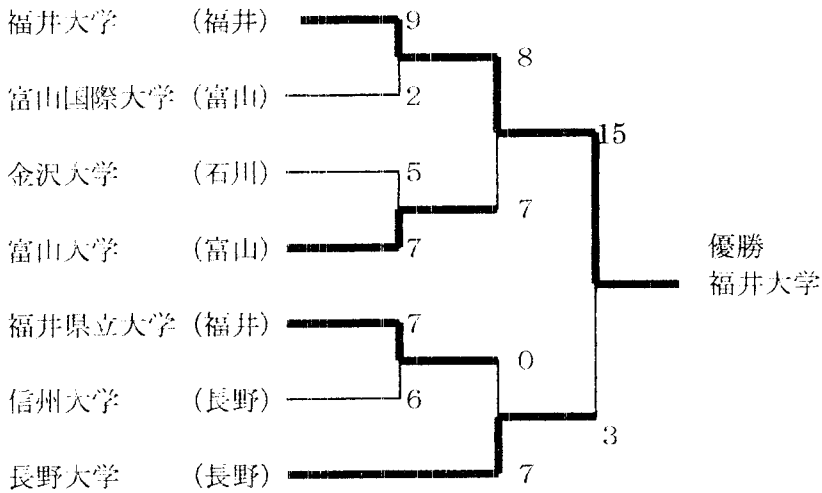 福井大学 (福井) 9
8
富山国際大学 (富山) 2
15
金沢大学 (石川) 5
7
富山大学 (富山) 7
優勝
福井大学
福井県立大学 (福井) 7
0
信州大学 (長野) 6
3
長野大学 (長野) 7